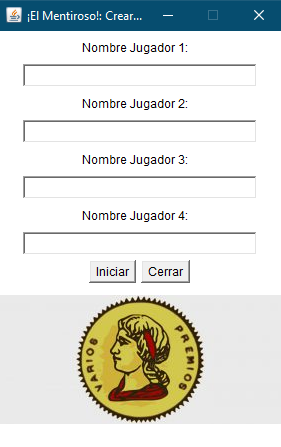 ¡El Mentiroso!: Crear...
Nombre Jugador 1:
Nombre Jugador 2:
Nombre Jugador 3:
Nombre Jugador 4:
Iniciar Cerrar
VARIOS PREMIOS